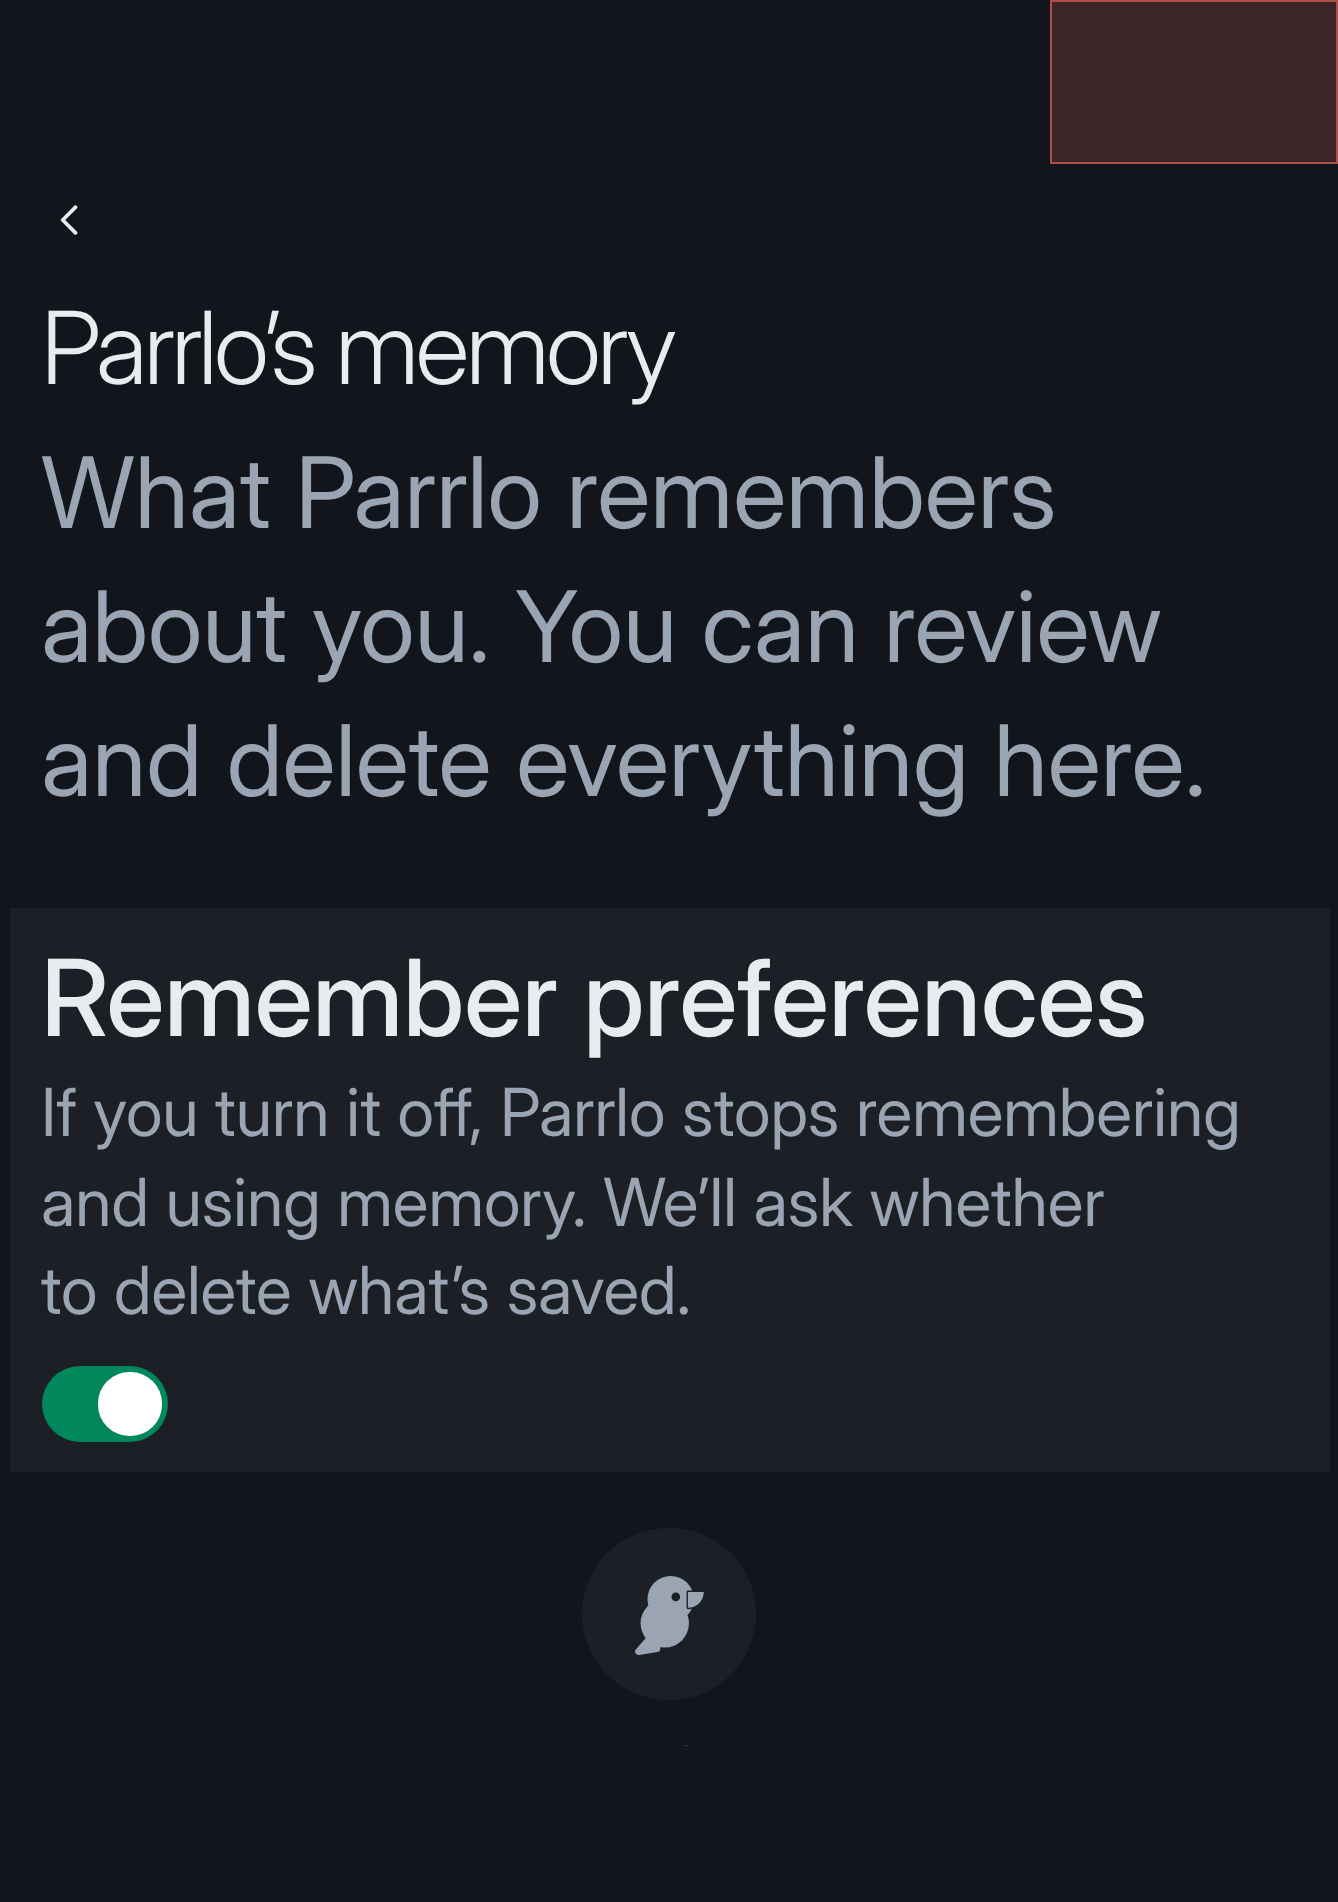 Parrlo’s memory
What Parrlo remembers
about you. You can review
and delete everything here.
Remember preferences
If you turn it off, Parrlo stops remembering
and using memory. We’ll ask whether
to delete what’s saved.